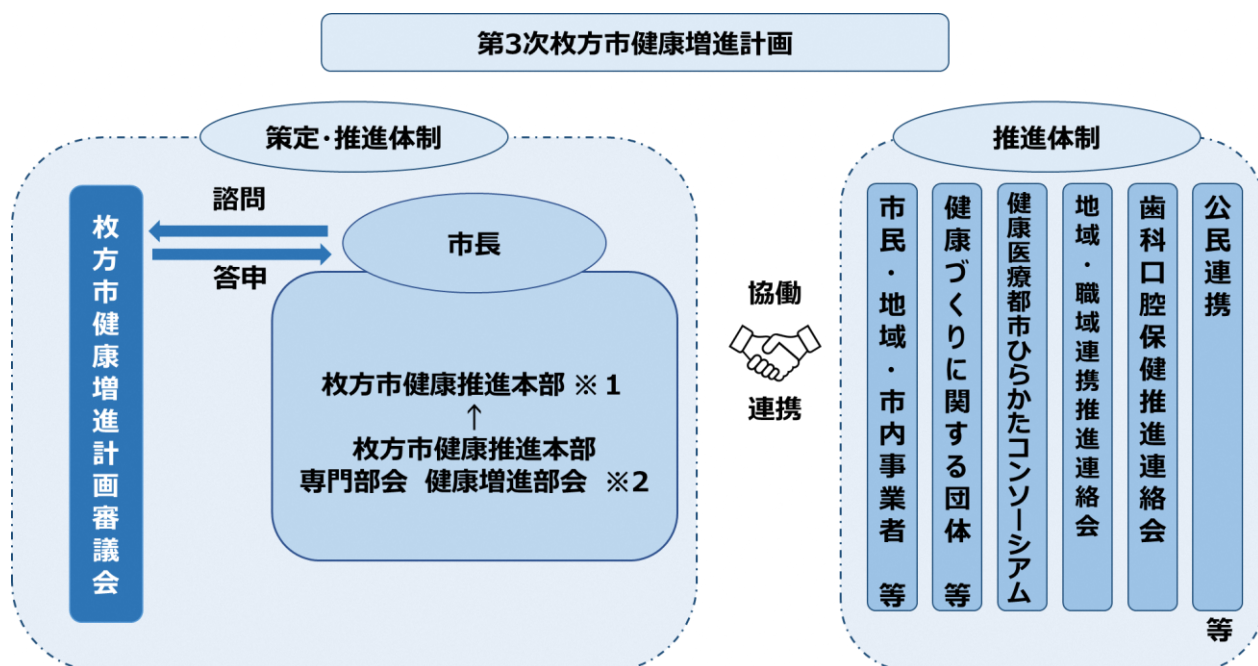 第3次枚方市健康増進計画
策定・推進体制
枚方市健康増進計画審議会
諮問
答申
市長
枚方市健康推進本部 ※1
↑
枚方市健康推進本部
専門部会 健康増進部会 ※2
協働
連携
推進体制
市民・地域・市内事業者 等
健康づくりに関する団体 等
健康医療都市ひらかたコンソーシアム
地域・職域連携推進連絡会
歯科口腔保健推進連絡会
公民連携
等